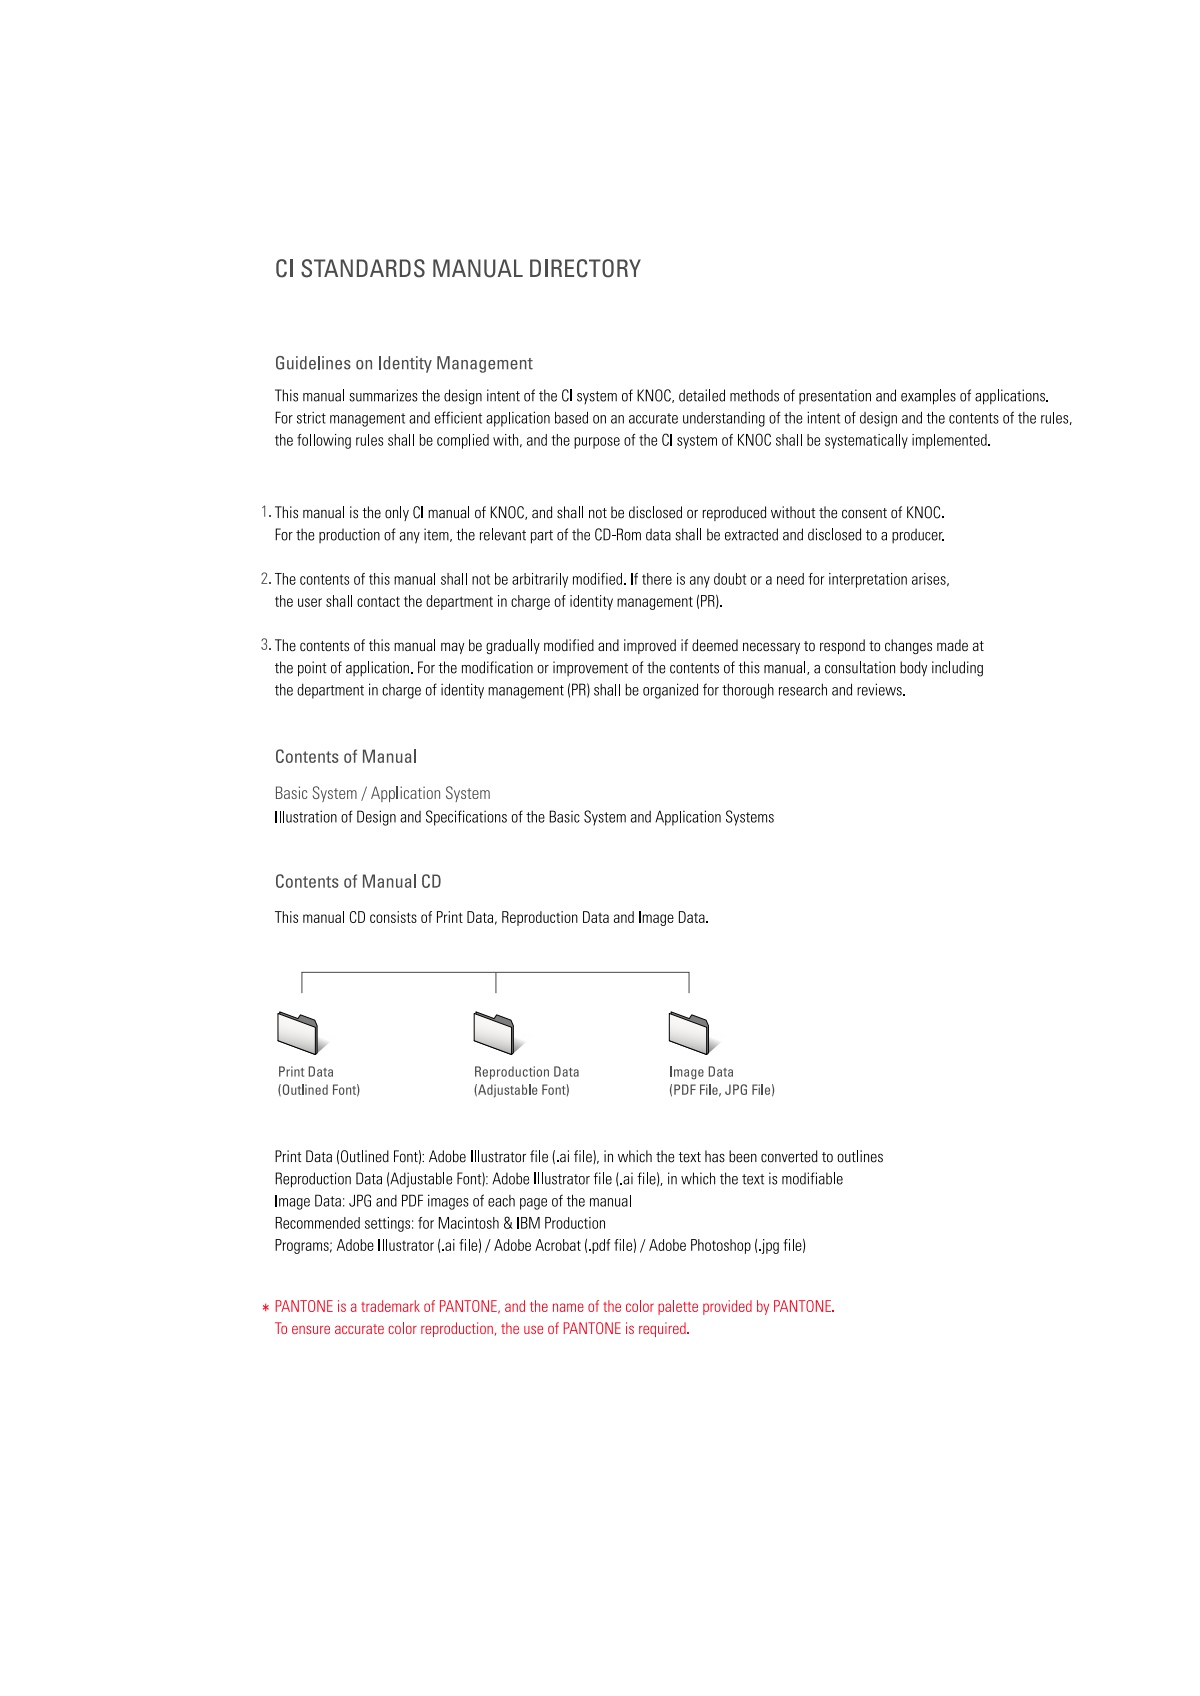 CI STANDARDS MANUAL DIRECTORY
Guidelines on Identity Management
This manual summarizes the design intent of the CI system of KNOC, detailed methods of presentation and examples of applications.
For strict management and efficient application based on an accurate understanding of the intent of design and the contents of the rules,
the following rules shall be complied with, and the purpose of the CI system of KNOC shall be systematically implemented.
1. This manual is the only CI manual of KNOC, and shall not be disclosed or reproduced without the consent of KNOC.
For the production of any item, the relevant part of the CD-Rom data shall be extracted and disclosed to a producer.
2. The contents of this manual shall not be arbitrarily modified. If there is any doubt or a need for interpretation arises,
the user shall contact the department in charge of identity management (PR).
3. The contents of this manual may be gradually modified and improved if deemed necessary to respond to changes made at
the point of application. For the modification or improvement of the contents of this manual, a consultation body including
the department in charge of identity management (PR) shall be organized for thorough research and reviews.
Contents of Manual
Basic System / Application System
Illustration of Design and Specifications of the Basic System and Application Systems
Contents of Manual CD
This manual CD consists of Print Data, Reproduction Data and Image Data.
Print Data
(Outlined Font)
Reproduction Data
(Adjustable Font)
Image Data
(PDF File, JPG File)
Print Data (Outlined Font): Adobe Illustrator file (.ai file), in which the text has been converted to outlines
Reproduction Data (Adjustable Font): Adobe Illustrator file (.ai file), in which the text is modifiable
Image Data: JPG and PDF images of each page of the manual
Recommended settings: for Macintosh & IBM Production
Programs; Adobe Illustrator (.ai file) / Adobe Acrobat (.pdf file) / Adobe Photoshop (.jpg file)
* PANTONE is a trademark of PANTONE, and the name of the color palette provided by PANTONE.
To ensure accurate color reproduction, the use of PANTONE is required.